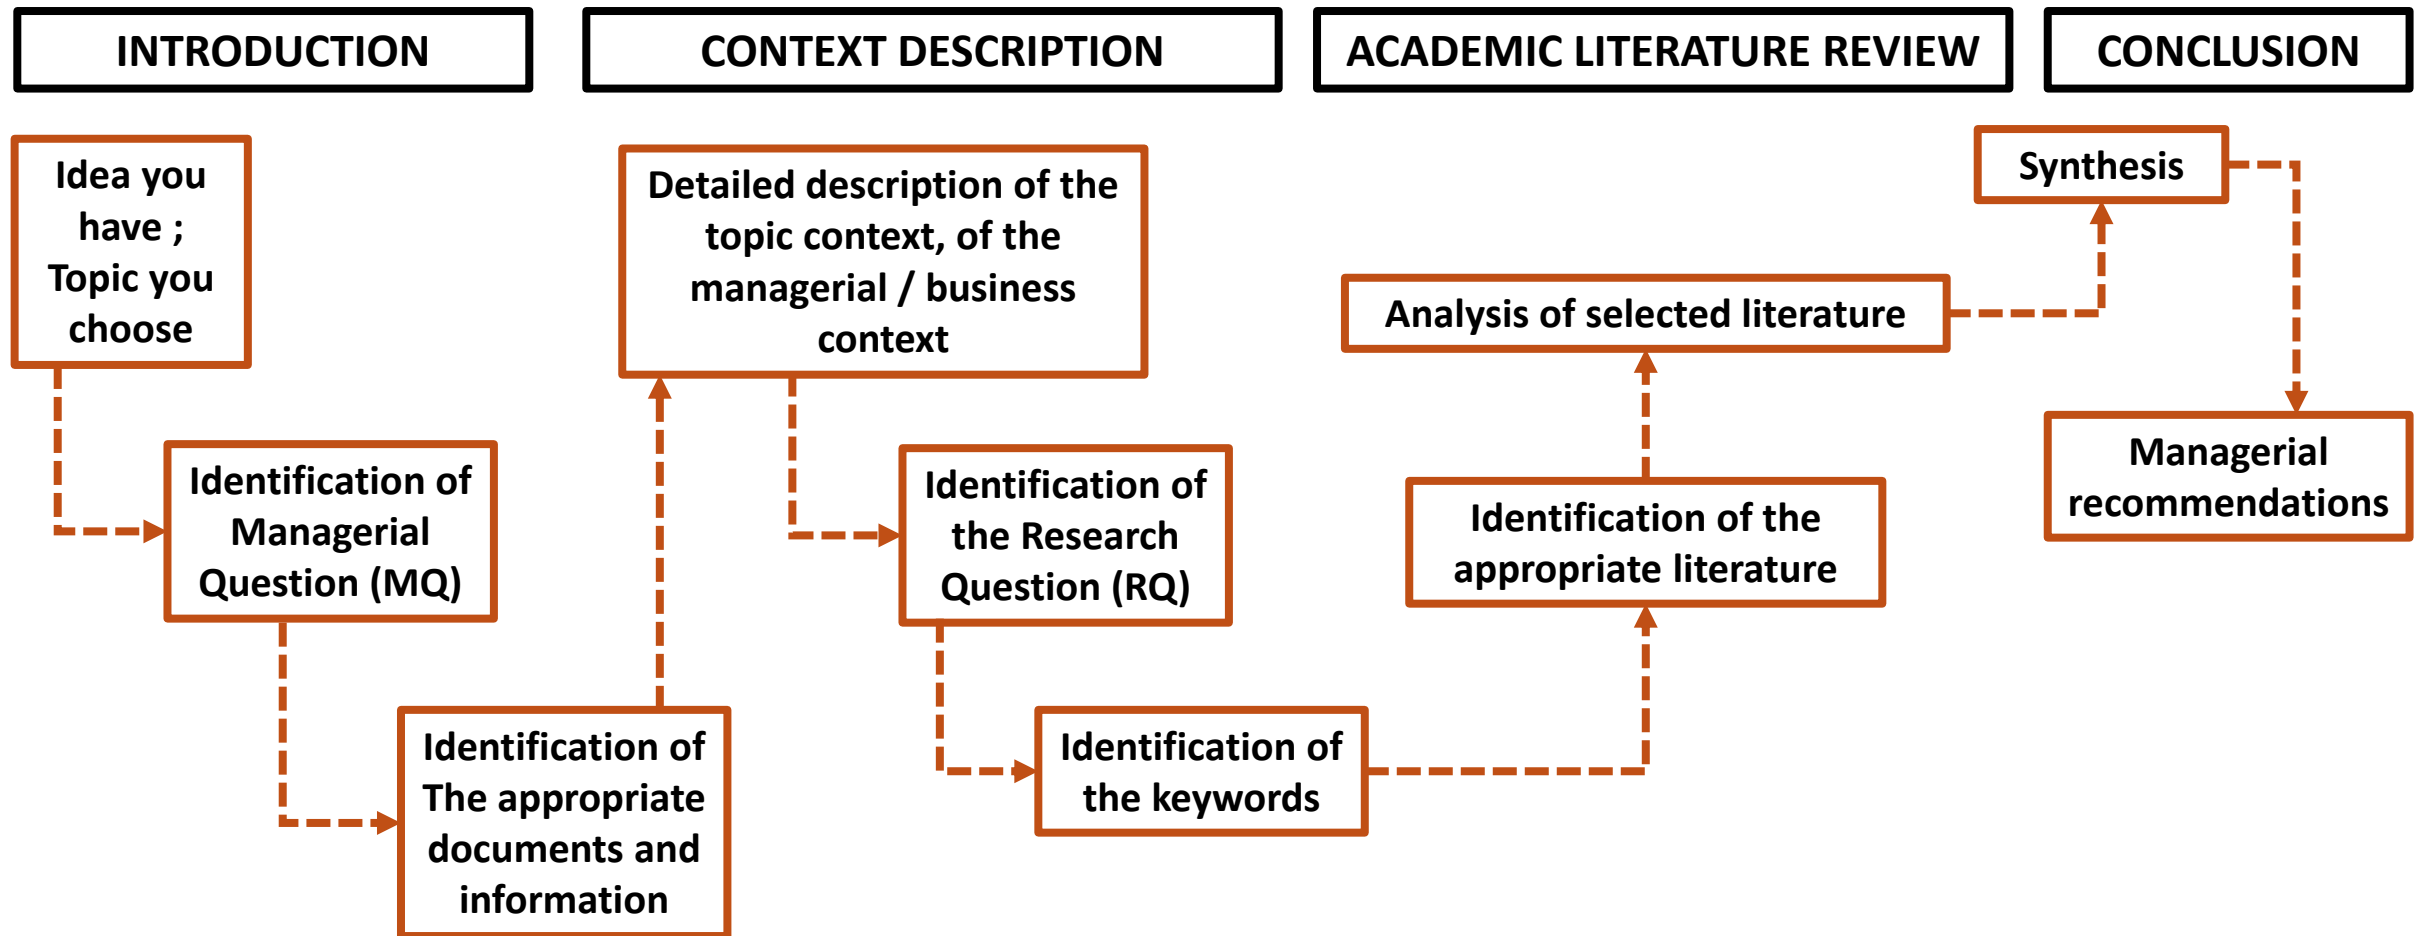 INTRODUCTION
CONTEXT DESCRIPTION
ACADEMIC LITERATURE REVIEW
CONCLUSION
Idea you
have ;
Topic you
choose
Identification of
Managerial
Question (MQ)
Identification of
The appropriate
documents and
information
Detailed description of the
topic context, of the
managerial / business
context
Identification of
the Research
Question (RQ)
Identification of
the keywords
Identification of the
appropriate literature
Analysis of selected literature
Synthesis
Managerial
recommendations